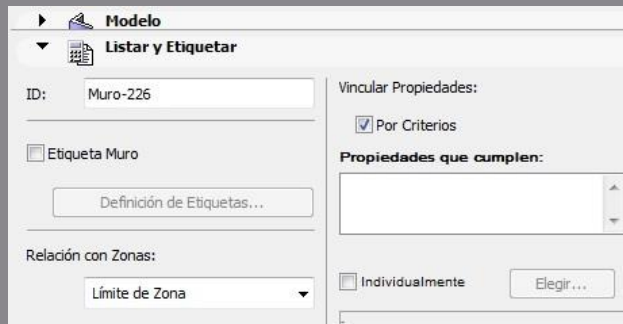 Modelo
Listar y Etiquetar
ID: Muro-226
Etiqueta Muro
Definición de Etiquetas...
Relación con Zonas:
Límite de Zona
Vincular Propiedades:
Por Criterios
Propiedades que cumplen:
Individualmente Elegir...